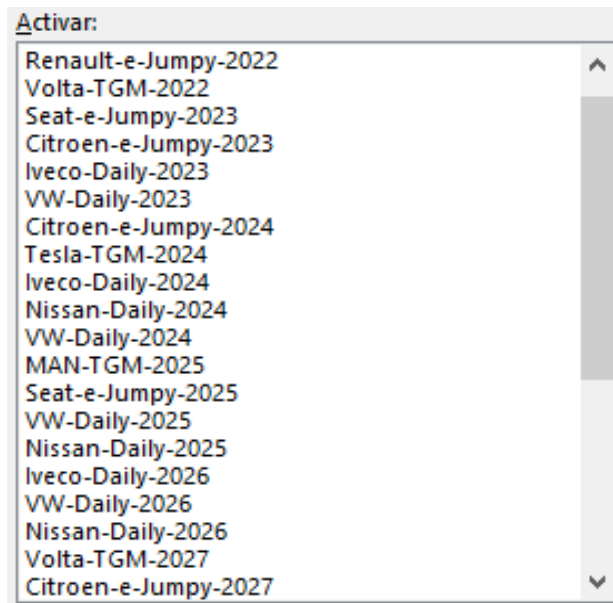 Activar:
Renault-e-Jumpy-2022
Volta-TGM-2022
Seat-e-Jumpy-2023
Citroen-e-Jumpy-2023
Iveco-Daily-2023
VW-Daily-2023
Citroen-e-Jumpy-2024
Tesla-TGM-2024
Iveco-Daily-2024
Nissan-Daily-2024
VW-Daily-2024
MAN-TGM-2025
Seat-e-Jumpy-2025
VW-Daily-2025
Nissan-Daily-2025
Iveco-Daily-2026
VW-Daily-2026
Nissan-Daily-2026
Volta-TGM-2027
Citroen-e-Jumpy-2027